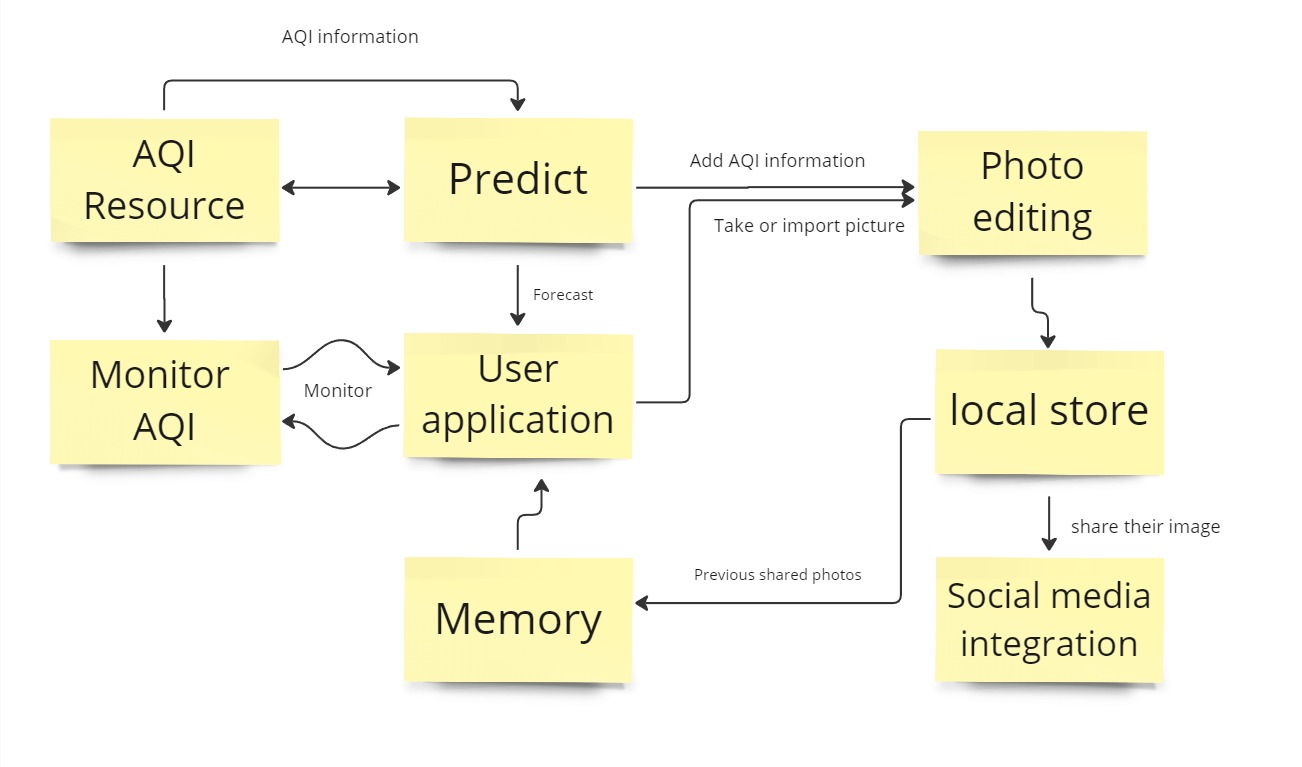 AQI information
AQI
Resource
Predict
Add AQI information
Take or import picture
Photo
editing
Forecast
Monitor
AQI
Monitor
User
application
local store
share their image
Previous shared photos
Memory
Social media
integration